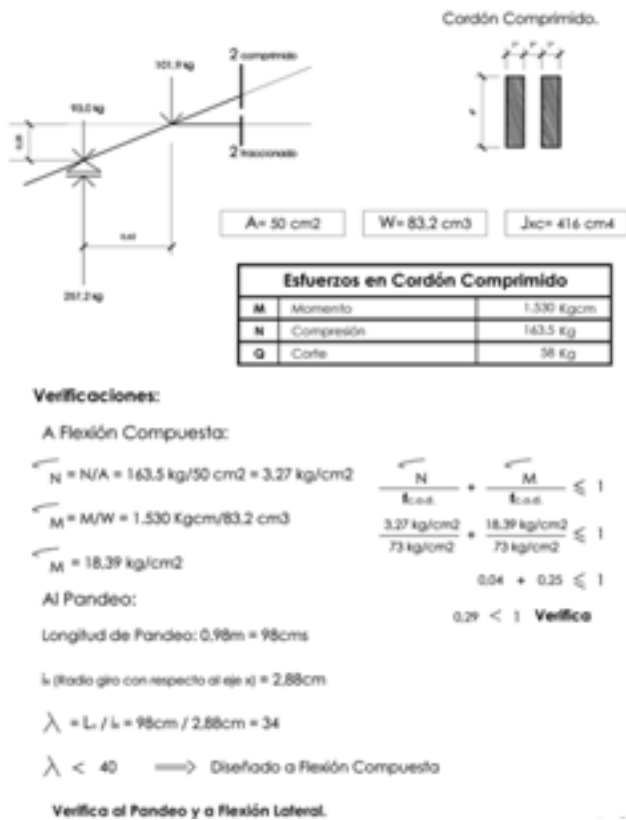 Cordón Comprimido.
2 comprimido
101,9 kg
93,0 kg
2 traccionado
257,2 kg
A= 50 cm2
W= 83,2 cm3
Jxc= 416 cm4
Esfuerzos en Cordón Comprimido
M Momento 1.530 Kgcm
N Compresión 163,5 Kg
Q Corte 58 Kg
Verificaciones:
A Flexión Compuesta:
N = N/A = 163,5 kg/50 cm2 = 3,27 kg/cm2
M = M/W = 1.530 Kgcm/83,2 cm3
M = 18,39 kg/cm2
N + M ⩽ 1
f c.o.d. f c.o.d.
3,27 kg/cm2 + 18,39 kg/cm2 ⩽ 1
73 kg/cm2 73 kg/cm2
0,04 + 0,25 ⩽ 1
0,29 < 1 Verifica
Al Pandeo:
Longitud de Pandeo: 0,98m = 98cms
(Radio giro con respecto al eje x) = 2,88cm
λ = 98cm / 2,88cm = 34
λ < 40 ⟹ Diseñado a Flexión Compuesta
Verifica al Pandeo y a Flexión Lateral.